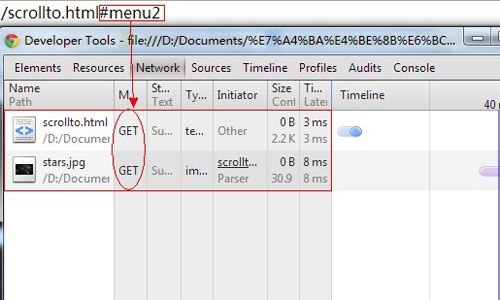 /scrollto.html#menu2
Developer Tools - file:///D:/Documents/%E7%A4%BA%E4%BE%8B%E6%BC...
Elements Resources Network Sources Timeline Profiles Audits Console
Name M... St... Ty... Initiator Size Ti... Timeline
Path Text Cont Laten 40
scrollto.html GET Su... te... Other 0 B 3 ms
/D:/Documen 2.2 K 3 ms
stars.jpg GET Su... im... scrollt... 0 B 8 ms
/D:/Documen Parser 30.9 8 ms